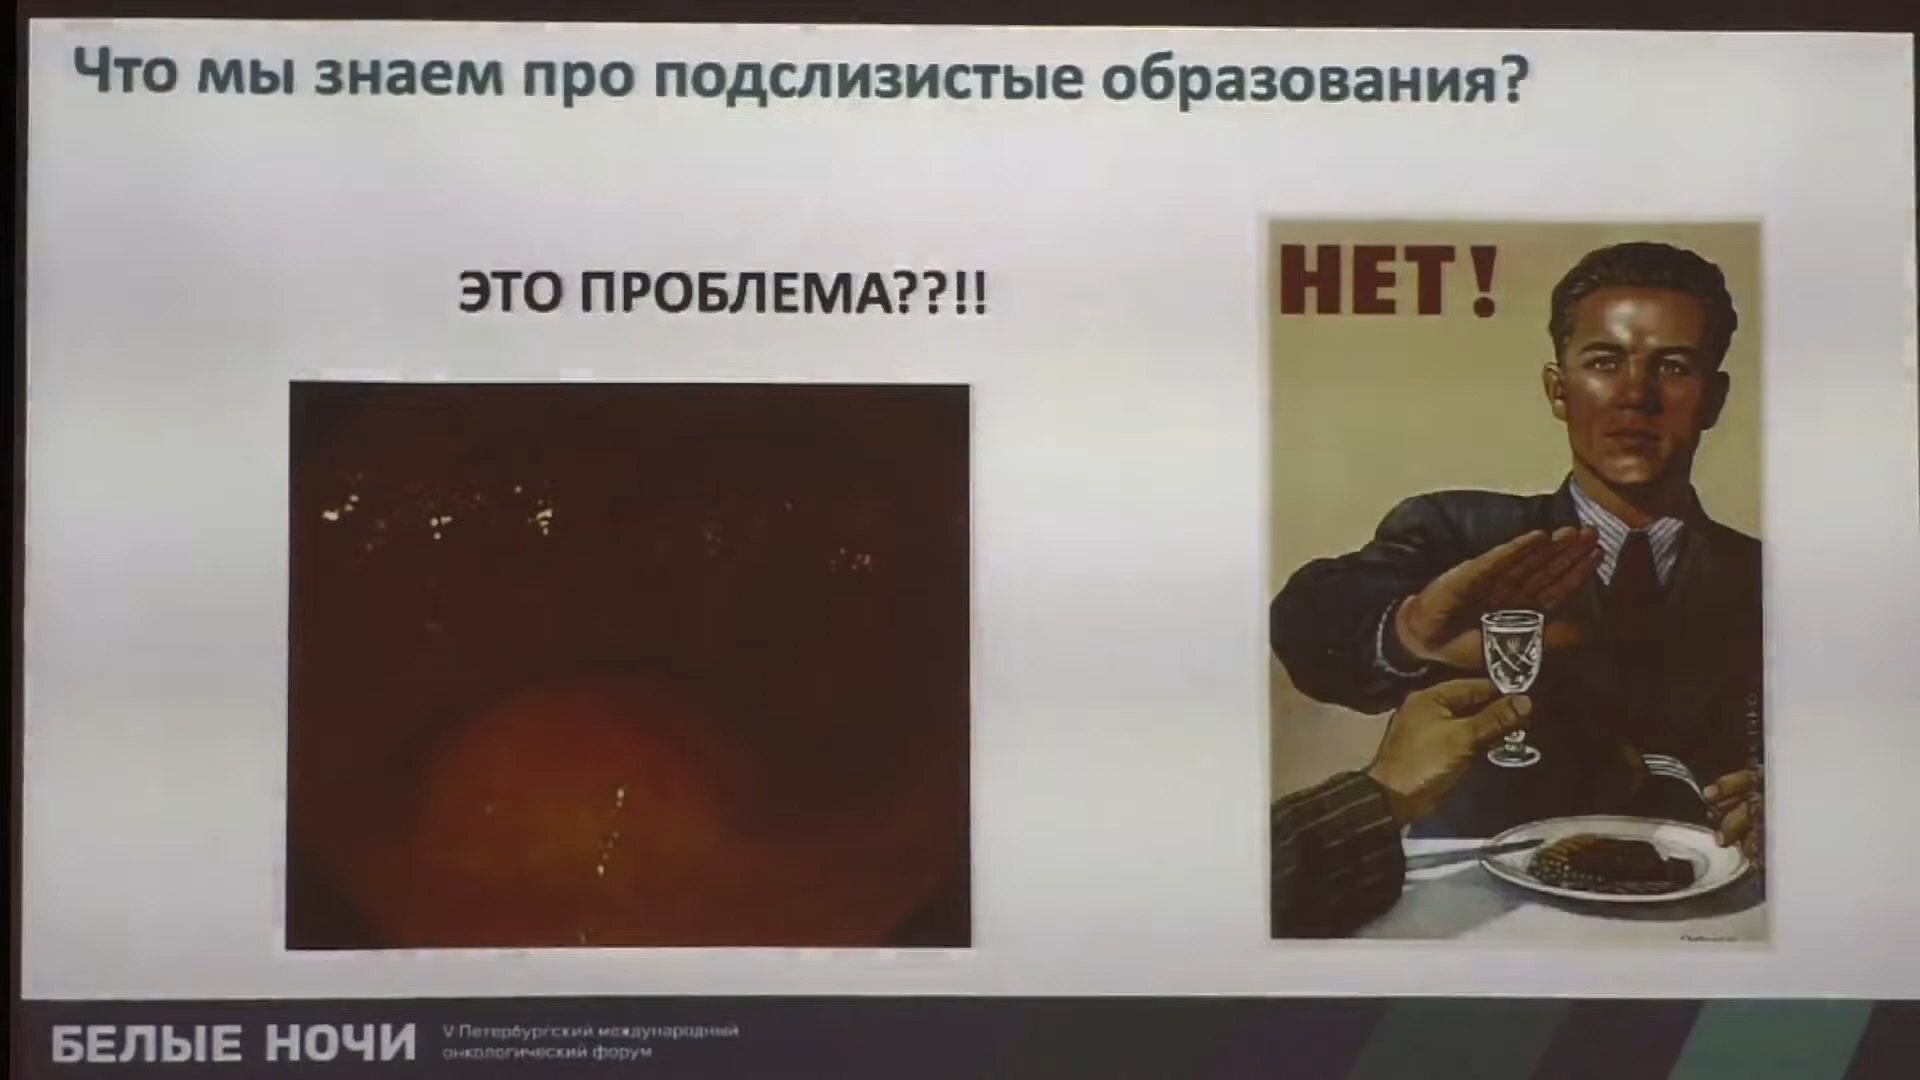 Что мы знаем про подслизистые образования?
ЭТО ПРОБЛЕМА??!!
НЕТ!
БЕЛЫЕ НОЧИ
V Петербургский международный
онкологический форум